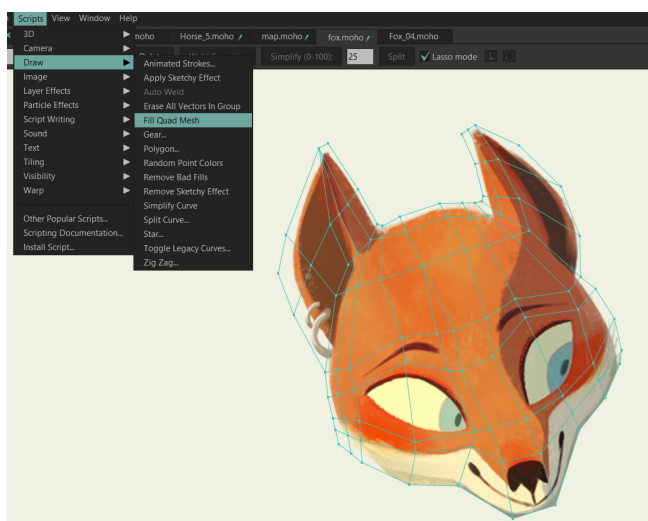 Scripts View Window Help
moho Horse_5.moho map.moho fox.moho Fox_04.moho
Simplify (0-100): 25 Split Lasso mode
3D
Camera
Draw
Image
Layer Effects
Particle Effects
Script Writing
Sound
Text
Tiling
Visibility
Warp
Other Popular Scripts...
Scripting Documentation...
Install Script...
Animated Strokes...
Apply Sketchy Effect
Auto Weld
Erase All Vectors In Group
Fill Quad Mesh
Gear...
Polygon...
Random Point Colors
Remove Bad Fills
Remove Sketchy Effect
Simplify Curve
Split Curve...
Star...
Toggle Legacy Curves...
Zig Zag...